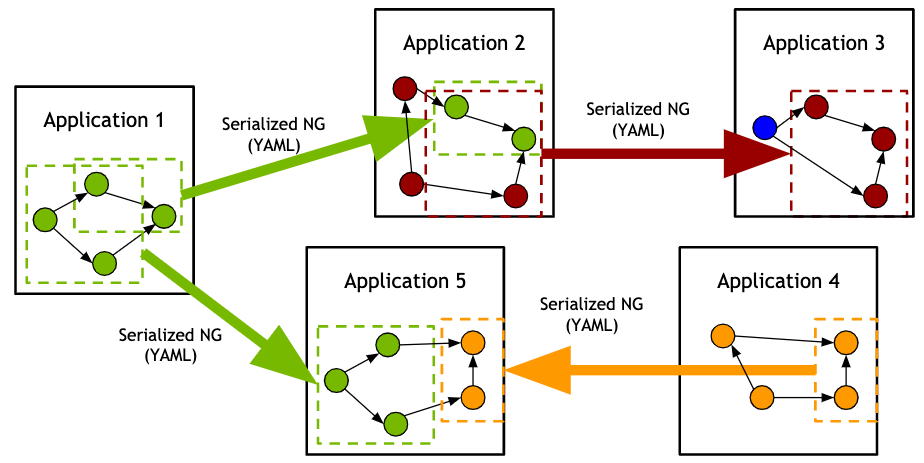 Application 1
Serialized NG
(YAML)
Application 2
Serialized NG
(YAML)
Application 3
Serialized NG
(YAML)
Application 5
Serialized NG
(YAML)
Application 4